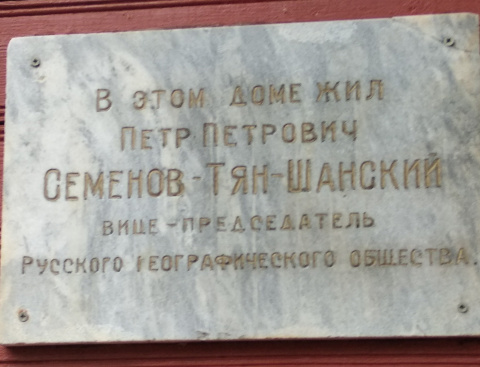 В ЭТОМ ДОМЕ ЖИЛ
ПЕТР ПЕТРОВИЧ
СЕМЕНОВ-ТЯН-ШАНСКИЙ
ВИЦЕ-ПРЕДСЕДАТЕЛЬ
РУССКОГО ГЕОГРАФИЧЕСКОГО ОБЩЕСТВА.